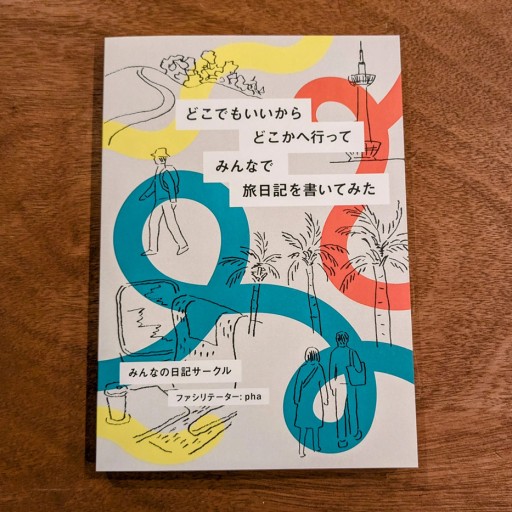 どこでもいいから
どこかへ行って
みんなで
旅日記を書いてみた
みんなの日記サークル
ファシリテーター: pha